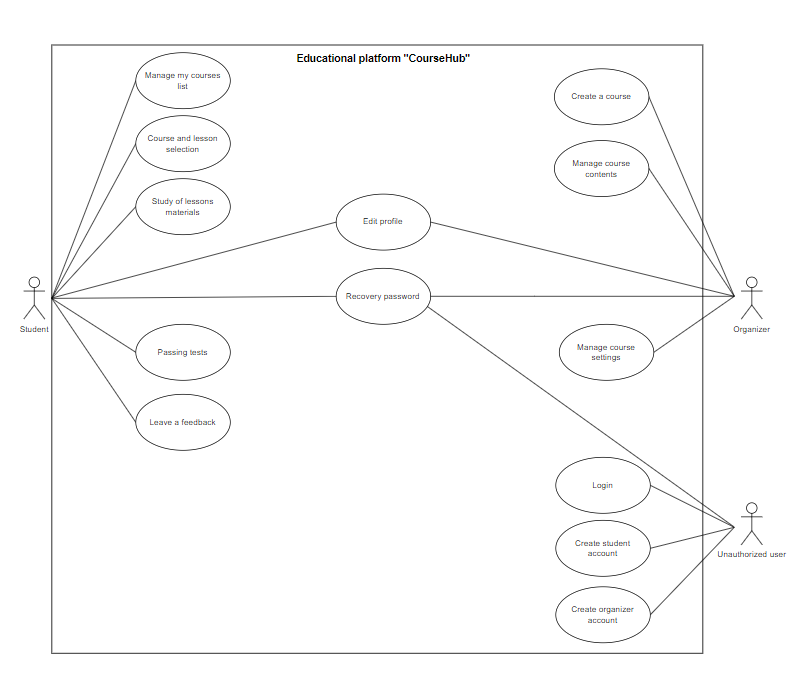 Educational platform "CourseHub"
Manage my courses
list
Course and lesson
selection
Study of lessons
materials
Create a course
Manage course
contents
Edit profile
Recovery password
Student
Organizer
Passing tests
Manage course
settings
Leave a feedback
Login
Create student
account
Unauthorized user
Create organizer
account